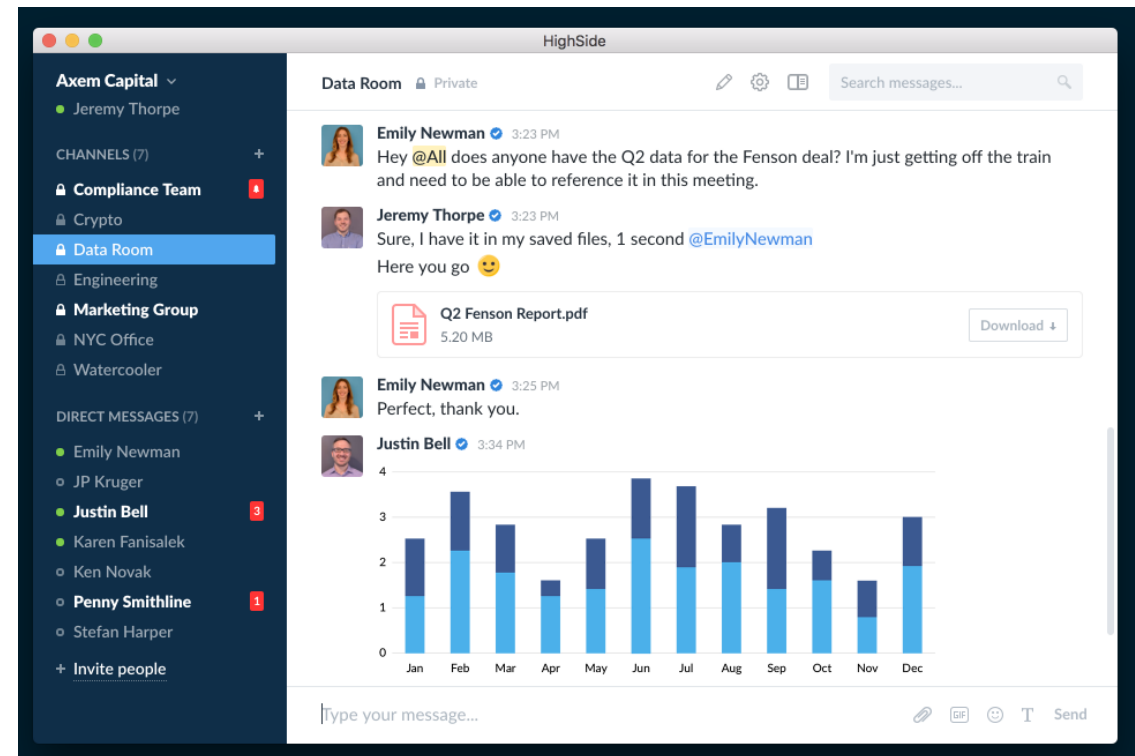 HighSide
Axem Capital
Jeremy Thorpe
CHANNELS (7) +
Compliance Team
Crypto
Data Room
Engineering
Marketing Group
NYC Office
Watercooler
DIRECT MESSAGES (7) +
Emily Newman
JP Kruger
Justin Bell 3
Karen Fanisalek
Ken Novak
Penny Smithline 1
Stefan Harper
+ Invite people
Data Room Private
Search messages...
Emily Newman 3:23 PM
Hey @All does anyone have the Q2 data for the Fenson deal? I'm just getting off the train
and need to be able to reference it in this meeting.
Jeremy Thorpe 3:23 PM
Sure, I have it in my saved files, 1 second @EmilyNewman
Here you go 🙂
Q2 Fenson Report.pdf
5.20 MB
Download
Emily Newman 3:25 PM
Perfect, thank you.
Justin Bell 3:34 PM
4
3
2
1
0
Jan Feb Mar Apr May Jun Jul Aug Sep Oct Nov Dec
Type your message...
GIF T Send